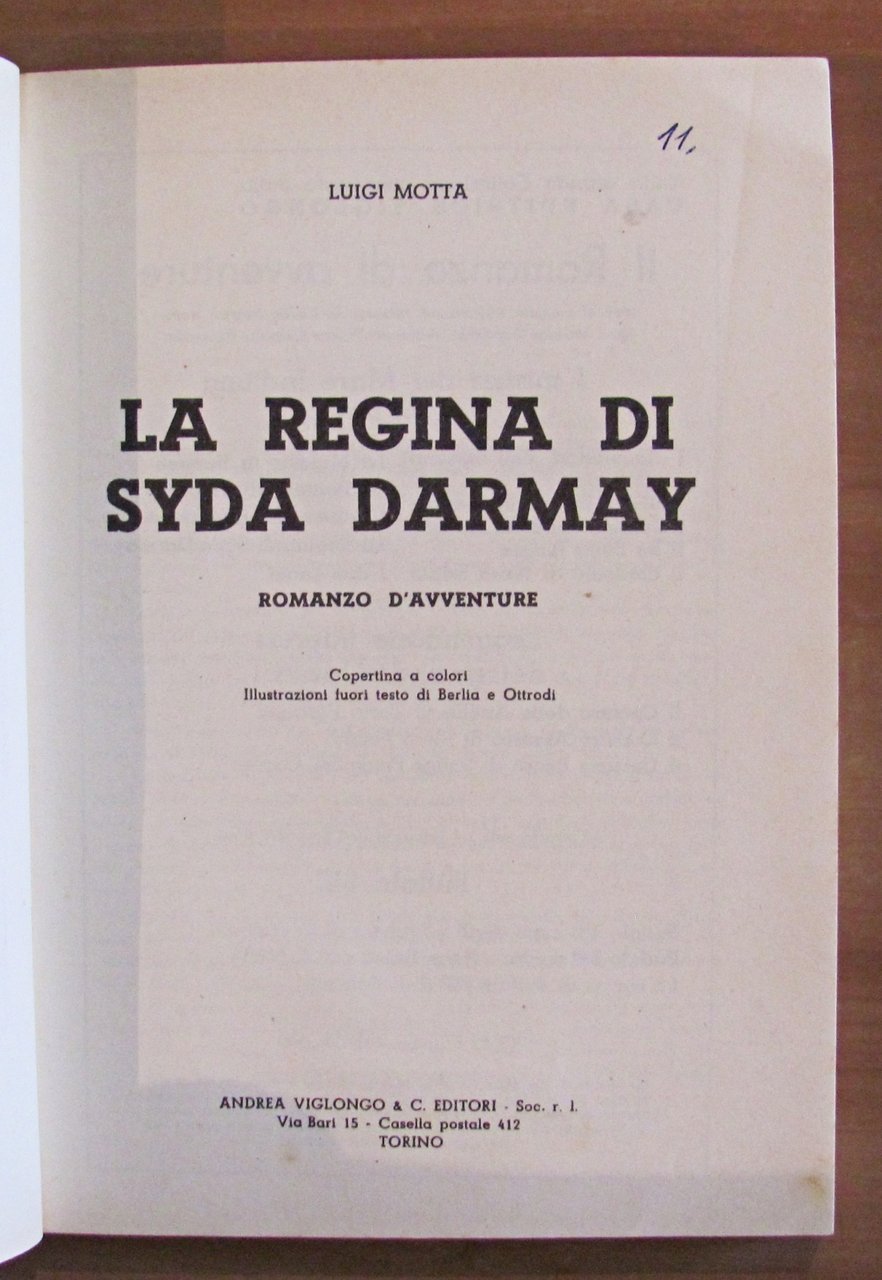 11,
LUIGI MOTTA
LA REGINA DI
SYDA DARMAY
ROMANZO D'AVVENTURE
Copertina a colori
Illustrazioni fuori testo di Berlia e Ottrodi
ANDREA VIGLONGO & C. EDITORI - Soc. r. l.
Via Bari 15 - Casella postale 412
TORINO